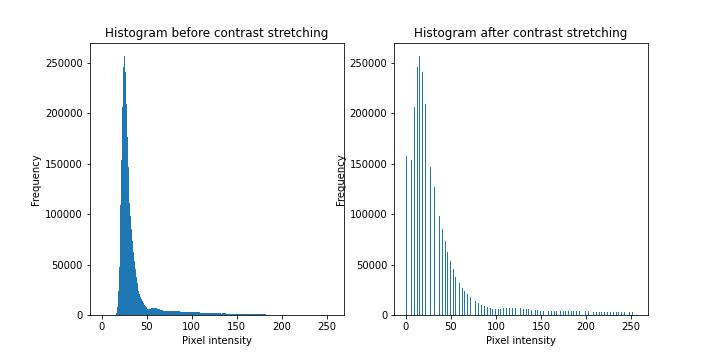 Histogram before contrast stretching
250000
200000
150000
100000
50000
0
Frequency
0 50 100 150 200 250
Pixel intensity
Histogram after contrast stretching
250000
200000
150000
100000
50000
0
Frequency
0 50 100 150 200 250
Pixel intensity